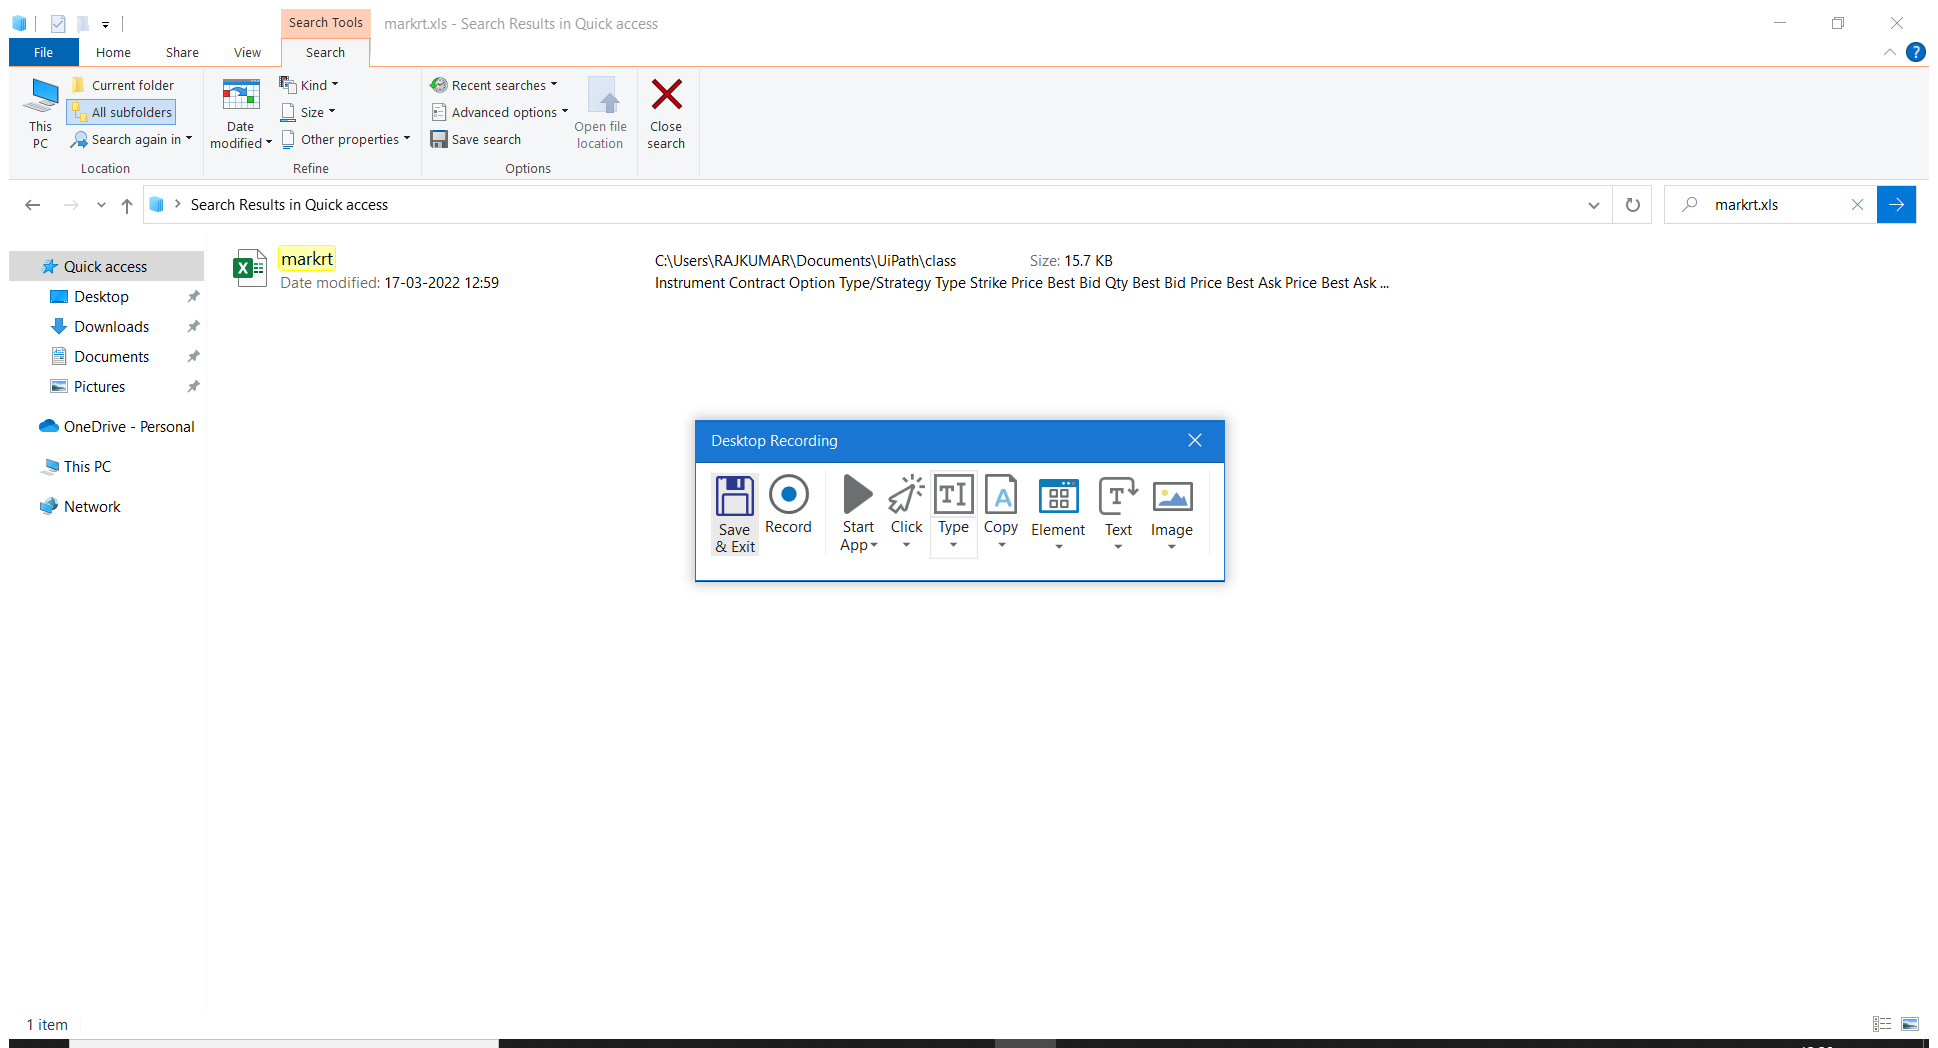 Search Tools
markrt.xls - Search Results in Quick access
File Home Share View Search
?
This PC
Current folder
All subfolders
Search again in
Location
Date modified
Kind
Size
Other properties
Refine
Recent searches
Advanced options
Save search
Options
Open file location
Close search
Search Results in Quick access
markrt.xls
Quick access
Desktop
Downloads
Documents
Pictures
OneDrive - Personal
This PC
Network
markrt
Date modified: 17-03-2022 12:59
C:\Users\RAJKUMAR\Documents\UiPath\class Size: 15.7 KB
Instrument Contract Option Type/Strategy Type Strike Price Best Bid Qty Best Bid Price Best Ask Price Best Ask ...
Desktop Recording
Save & Exit
Record
Start App
Click
Type
Copy
Element
Text
Image
1 item